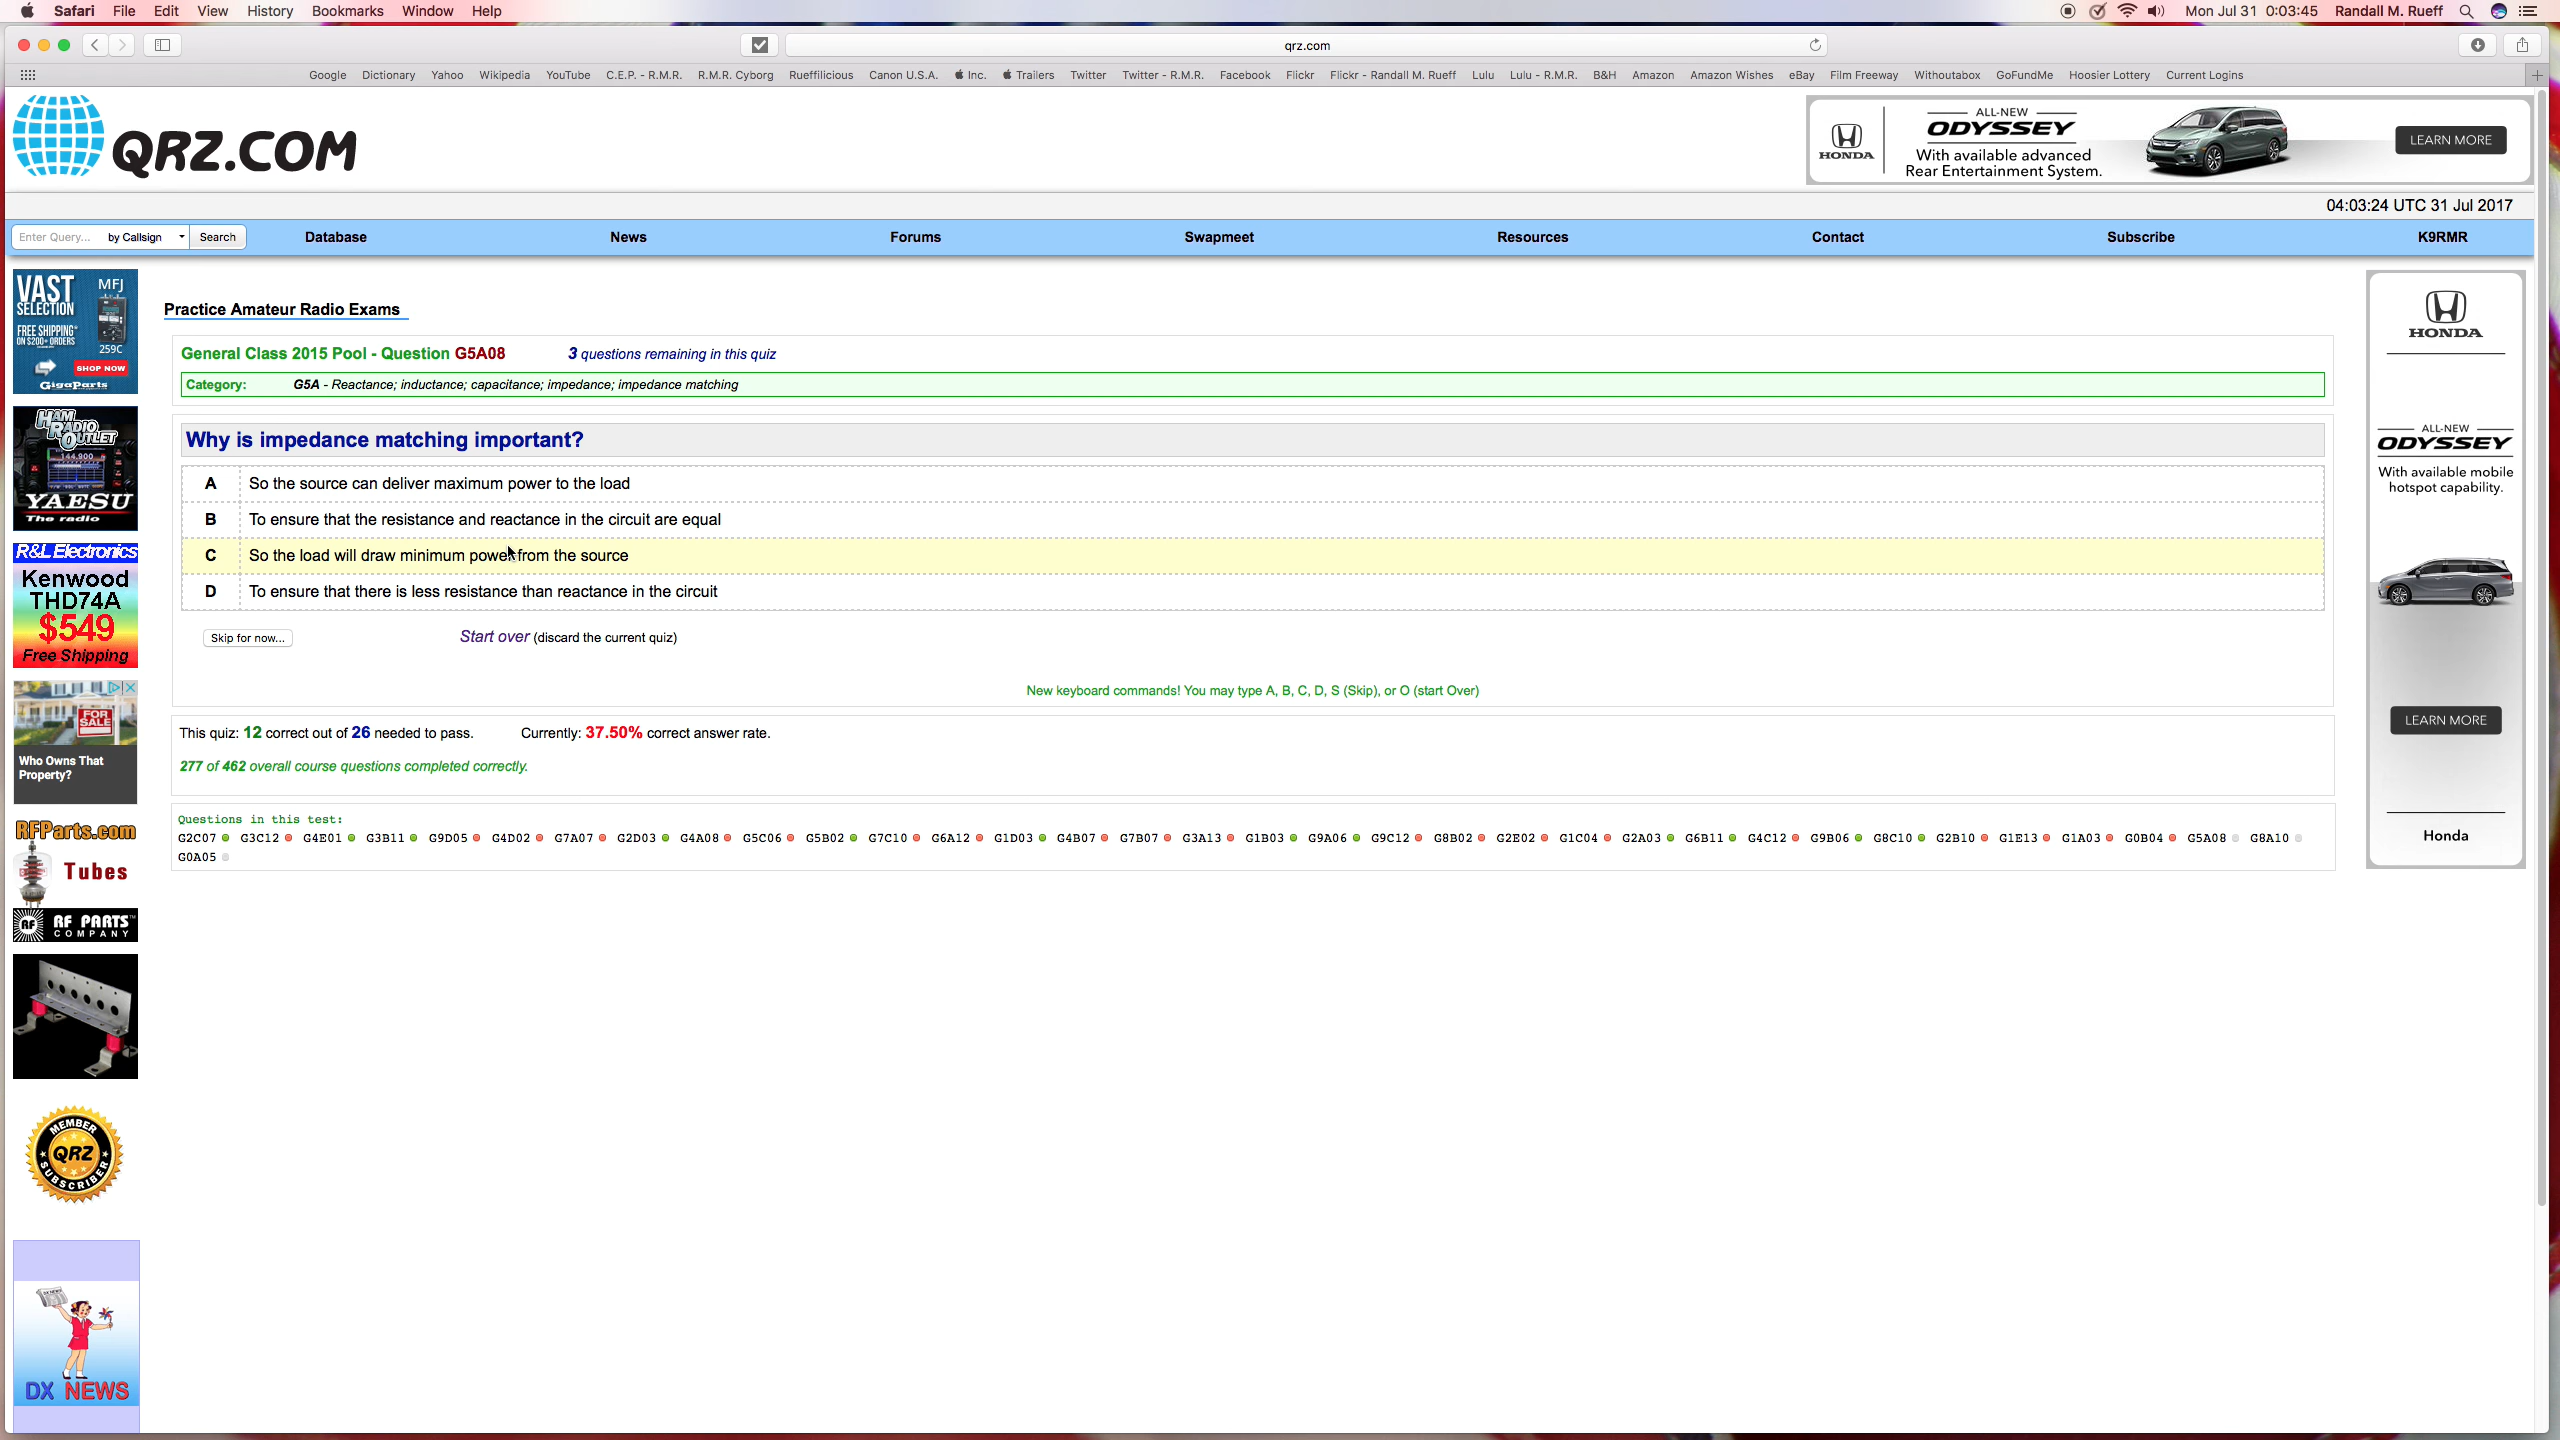 Safari File Edit View History Bookmarks Window Help
Mon Jul 31 0:03:45 Randall M. Rueff
qrz.com
Google Dictionary Yahoo Wikipedia YouTube C.E.P. - R.M.R. R.M.R. Cyborg Rueffilicious Canon U.S.A. Inc. Trailers Twitter Twitter - R.M.R. Facebook Flickr Flickr - Randall M. Rueff Lulu Lulu - R.M.R. B&H Amazon Amazon Wishes eBay Film Freeway Withoutabox GoFundMe Hoosier Lottery Current Logins
QRZ.COM
HONDA
ALL-NEW
ODYSSEY
With available advanced
Rear Entertainment System.
LEARN MORE
04:03:24 UTC 31 Jul 2017
Enter Query... by Callsign Search Database News Forums Swapmeet Resources Contact Subscribe K9RMR
VAST
SELECTION
MFJ
FREE SHIPPING*
ON $200+ ORDERS
259C
SHOP NOW
GigaParts
HAM
RADIO
OUTLET
144.900
YAESU
The radio
R&L Electronics
Kenwood
THD74A
$549
Free Shipping
FOR
SALE
Who Owns That
Property?
RFParts.com
Tubes
RF
RF PARTS™
COMPANY
MEMBER
QRZ
SUBSCRIBER
DX NEWS
Practice Amateur Radio Exams
General Class 2015 Pool - Question G5A08 3 questions remaining in this quiz
Category: G5A - Reactance; inductance; capacitance; impedance; impedance matching
Why is impedance matching important?
A So the source can deliver maximum power to the load
B To ensure that the resistance and reactance in the circuit are equal
C So the load will draw minimum power from the source
D To ensure that there is less resistance than reactance in the circuit
Skip for now... Start over (discard the current quiz)
New keyboard commands! You may type A, B, C, D, S (Skip), or O (start Over)
This quiz: 12 correct out of 26 needed to pass. Currently: 37.50% correct answer rate.
277 of 462 overall course questions completed correctly.
Questions in this test:
G2C07 G3C12 G4E01 G3B11 G9D05 G4D02 G7A07 G2D03 G4A08 G5C06 G5B02 G7C10 G6A12 G1D03 G4B07 G7B07 G3A13 G1B03 G9A06 G9C12 G8B02 G2E02 G1C04 G2A03 G6B11 G4C12 G9B06 G8C10 G2B10 G1E13 G1A03 G0B04 G5A08 G8A10
G0A05
HONDA
ALL-NEW
ODYSSEY
With available mobile
hotspot capability.
LEARN MORE
Honda